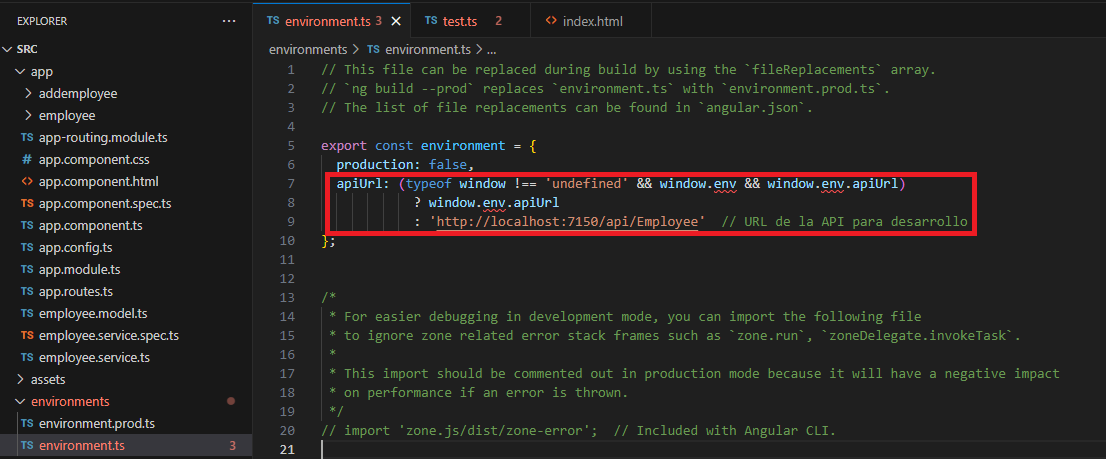 EXPLORER
...
SRC
app
addemployee
employee
TS app-routing.module.ts
# app.component.css
<> app.component.html
TS app.component.spec.ts
TS app.component.ts
TS app.config.ts
TS app.module.ts
TS app.routes.ts
TS employee.model.ts
TS employee.service.spec.ts
TS employee.service.ts
assets
environments
TS environment.prod.ts
TS environment.ts 3
TS environment.ts 3 ×
TS test.ts 2
<> index.html
environments > TS environment.ts > ...
1 // This file can be replaced during build by using the `fileReplacements` array.
2 // `ng build --prod` replaces `environment.ts` with `environment.prod.ts`.
3 // The list of file replacements can be found in `angular.json`.
4
5 export const environment = {
6 production: false,
7 apiUrl: (typeof window !== 'undefined' && window.env && window.env.apiUrl)
8 ? window.env.apiUrl
9 : 'http://localhost:7150/api/Employee' // URL de la API para desarrollo
10 };
11
12
13 /*
14 * For easier debugging in development mode, you can import the following file
15 * to ignore zone related error stack frames such as `zone.run`, `zoneDelegate.invokeTask`.
16 *
17 * This import should be commented out in production mode because it will have a negative impact
18 * on performance if an error is thrown.
19 */
20 // import 'zone.js/dist/zone-error'; // Included with Angular CLI.
21